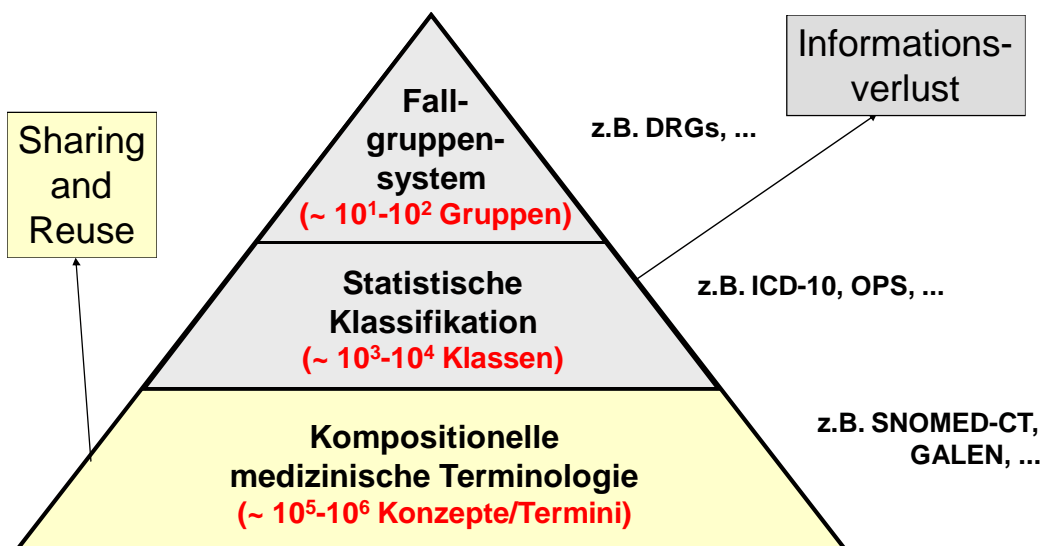 Informations-
verlust
Fall-
gruppen-
system
(~ 10¹-10² Gruppen)
z.B. DRGs, ...
Sharing
and
Reuse
Statistische
Klassifikation
(~ 10³-10⁴ Klassen)
z.B. ICD-10, OPS, ...
Kompositionelle
medizinische Terminologie
(~ 10⁵-10⁶ Konzepte/Termini)
z.B. SNOMED-CT,
GALEN, ...